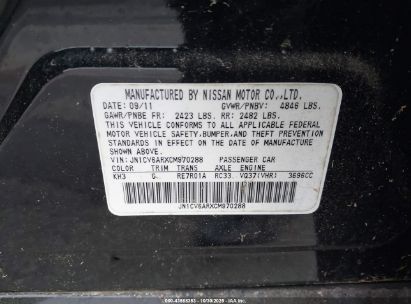 MANUFACTURED BY NISSAN MOTOR CO., LTD.
DATE: 09/11 GVWR/PNBV: 4846 LBS.
GAWR/PNBE FR: 2423 LBS. RR: 2482 LBS.
THIS VEHICLE CONFORMS TO ALL APPLICABLE FEDERAL
MOTOR VEHICLE SAFETY, BUMPER, AND THEFT PREVENTION
STANDARDS IN EFFECT ON THE DATE OF MANUFACTURE
SHOWN ABOVE.
VIN: JN1CV6ARXCM970288 PASSENGER CAR
COLOR TRIM TRANS AXLE ENGINE
KH3 G RE7R01A RC33 VQ37(VHR) 3696CC
JN1CV6ARXCM970288